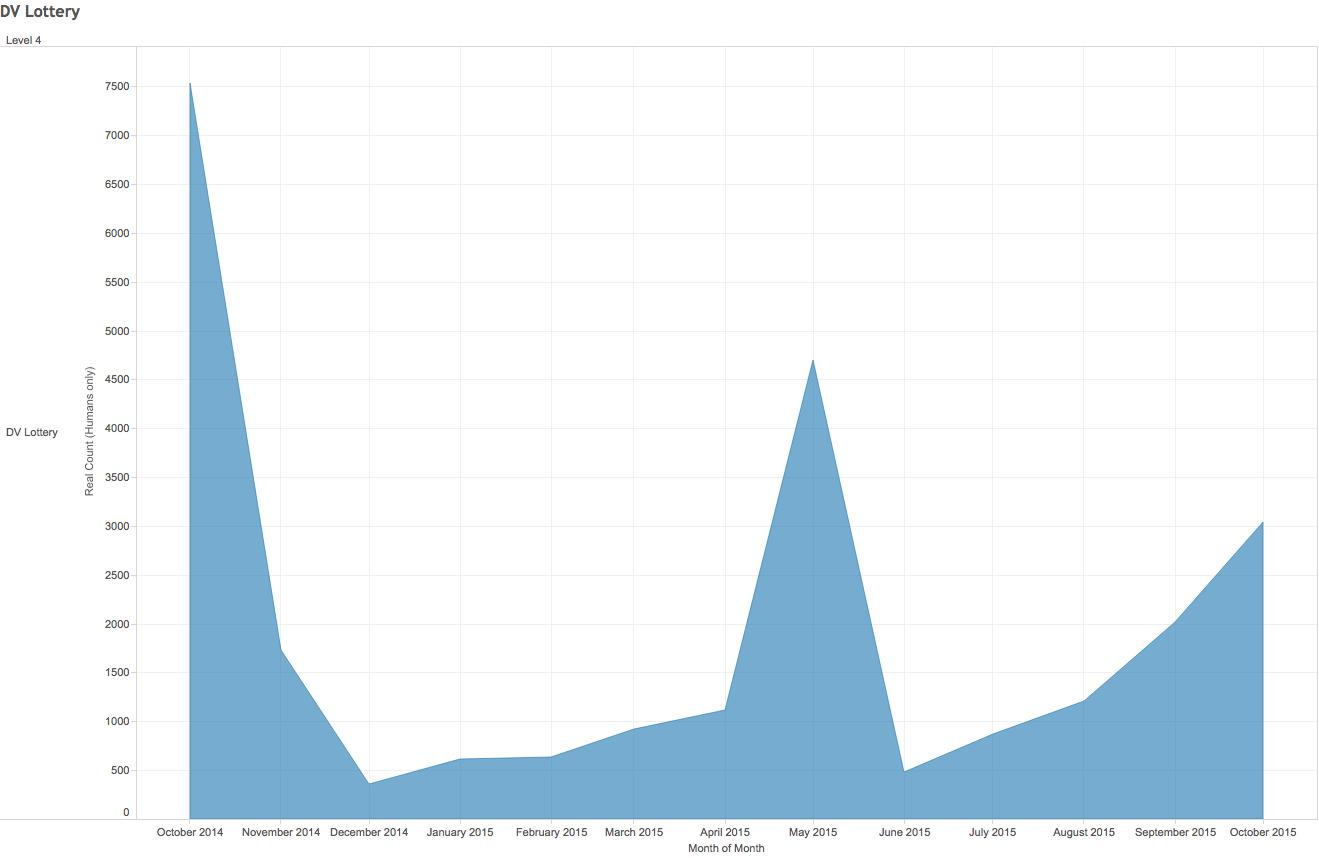 DV Lottery
Level 4
7500
7000
6500
6000
5500
5000
4500
4000
3500
3000
2500
2000
1500
1000
500
0
Real Count (Humans only)
DV Lottery
October 2014 November 2014 December 2014 January 2015 February 2015 March 2015 April 2015 May 2015 June 2015 July 2015 August 2015 September 2015 October 2015
Month of Month